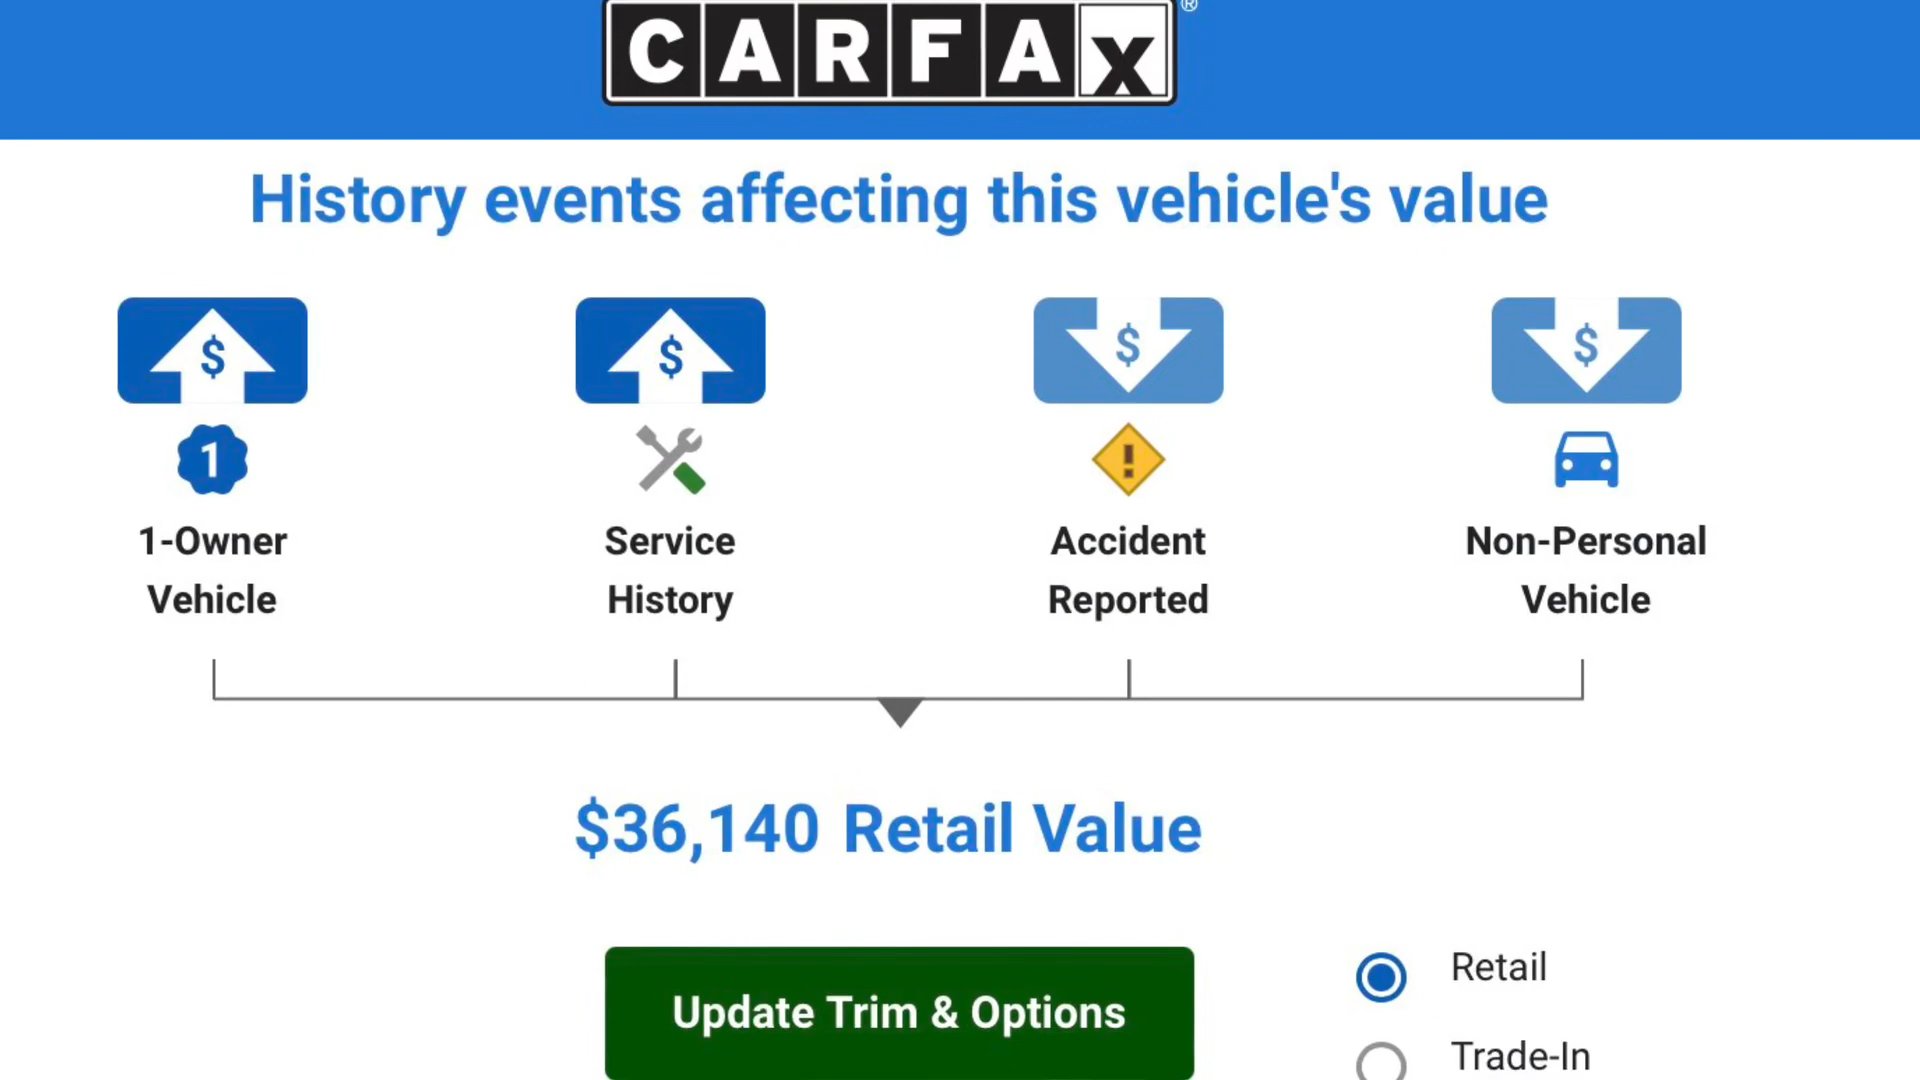 CARFAX®
History events affecting this vehicle's value
$ $ $ $
1 !
1-Owner Service Accident Non-Personal
Vehicle History Reported Vehicle
$36,140 Retail Value
Retail
Update Trim & Options
Trade-In